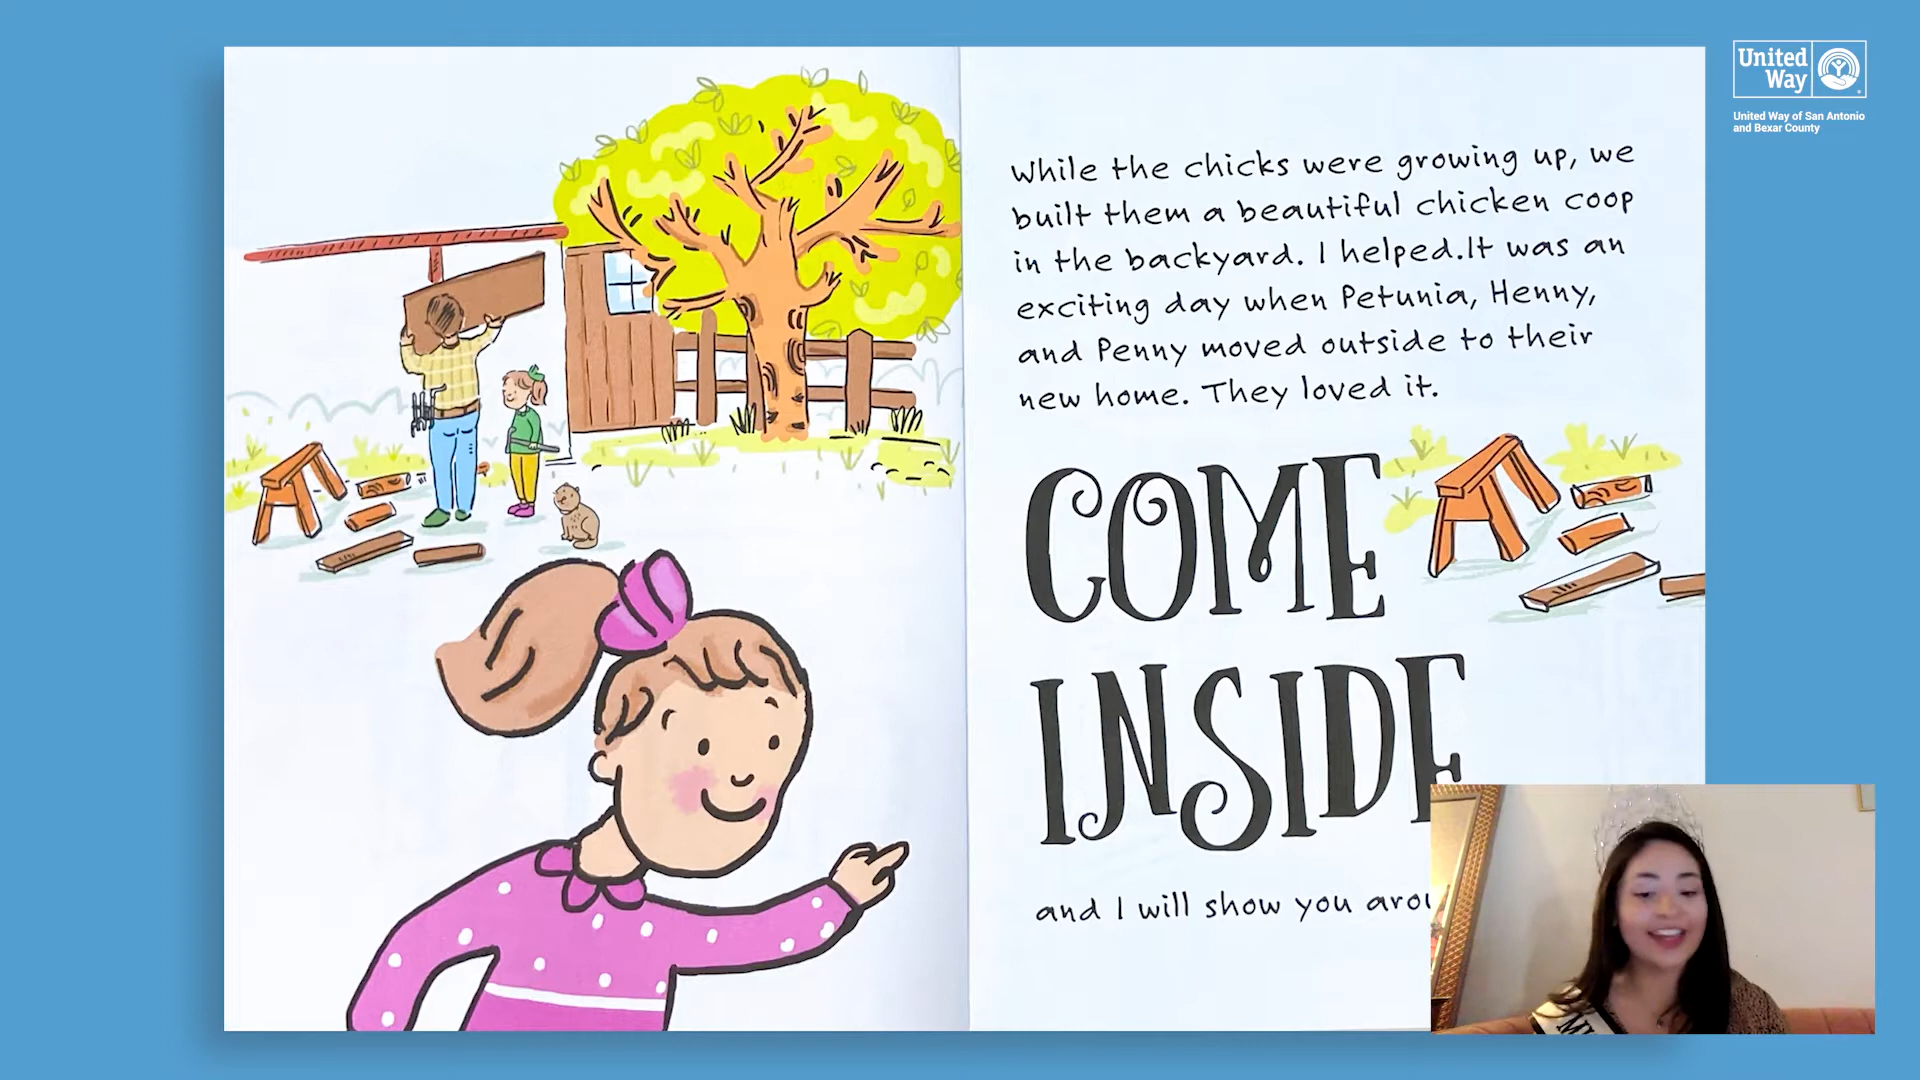 United
Way
United Way of San Antonio
and Bexar County
While the chicks were growing up, we
built them a beautiful chicken coop
in the backyard. I helped.It was an
exciting day when Petunia, Henny,
and Penny moved outside to their
new home. They loved it.
COME
INSIDE
and I will show you